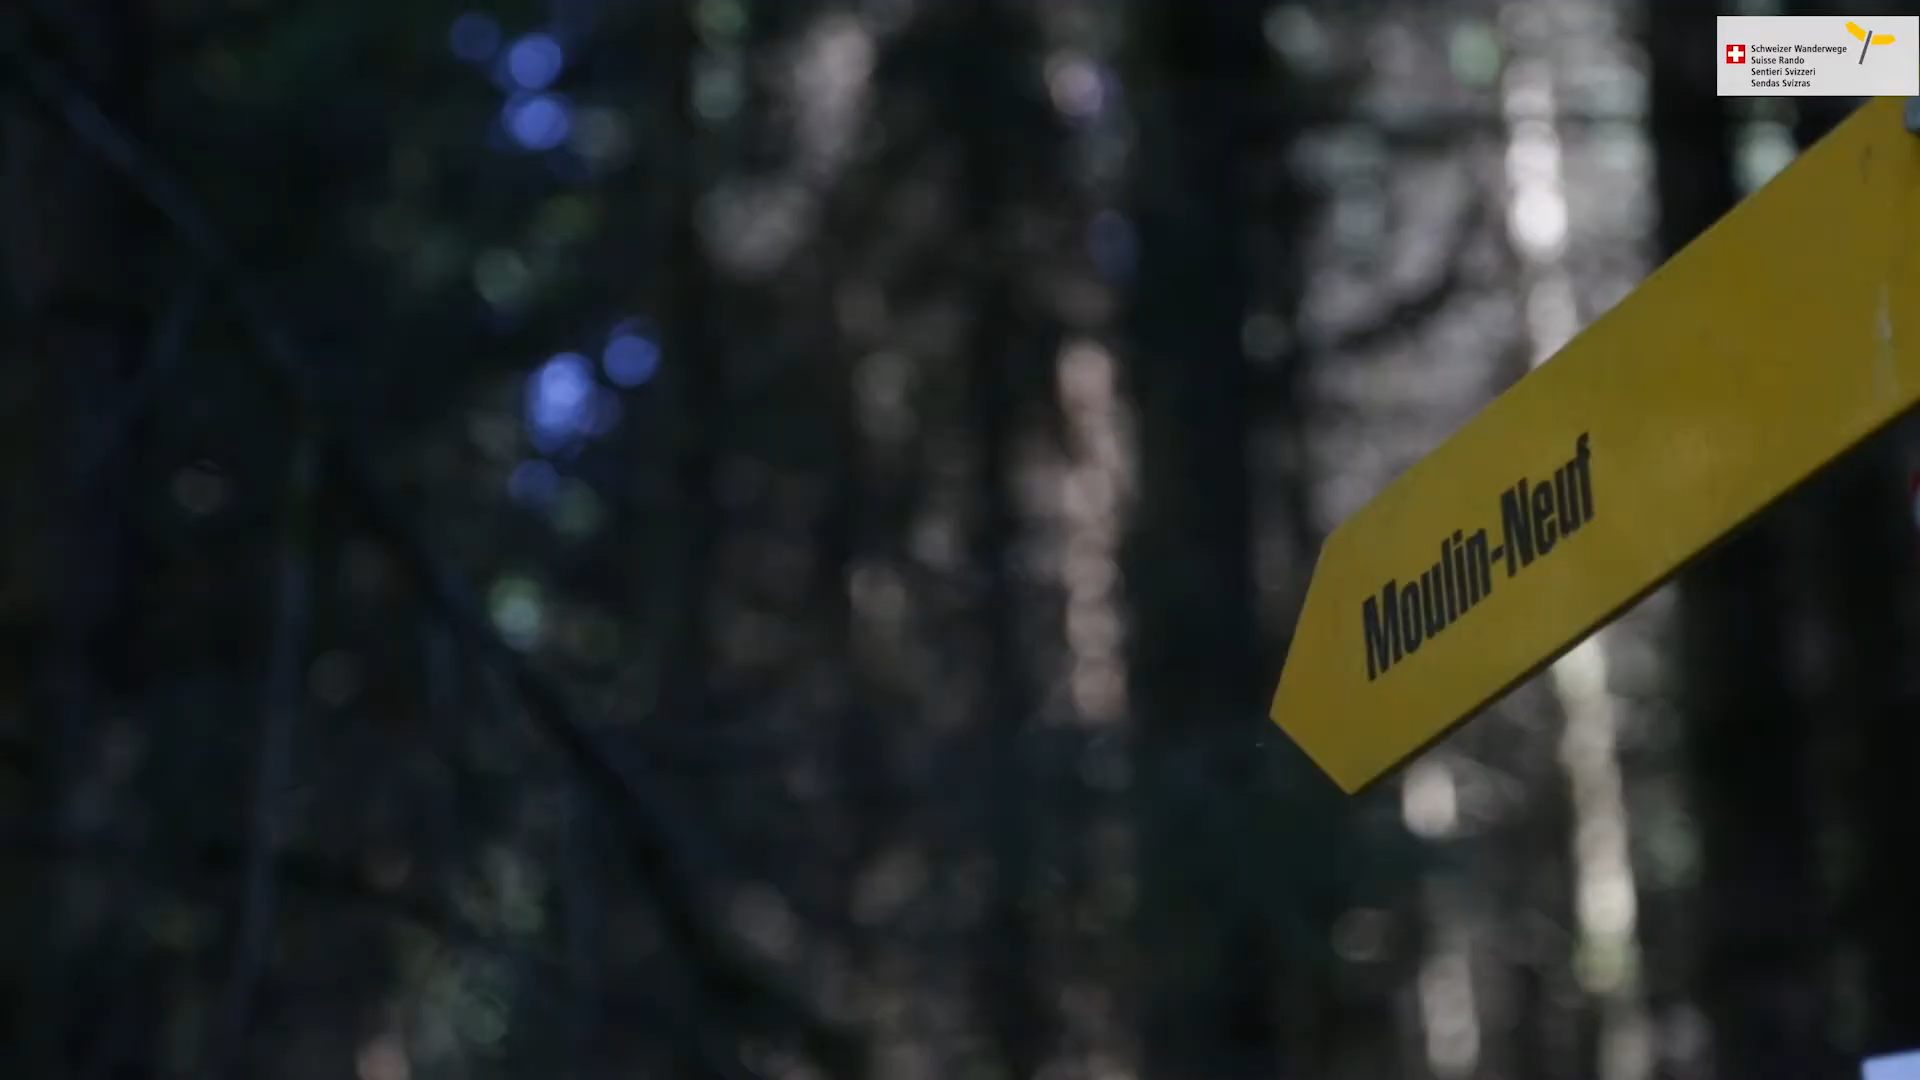 Schweizer Wanderwege
Suisse Rando
Sentieri Svizzeri
Sendas Svizras
Moulin-Neuf